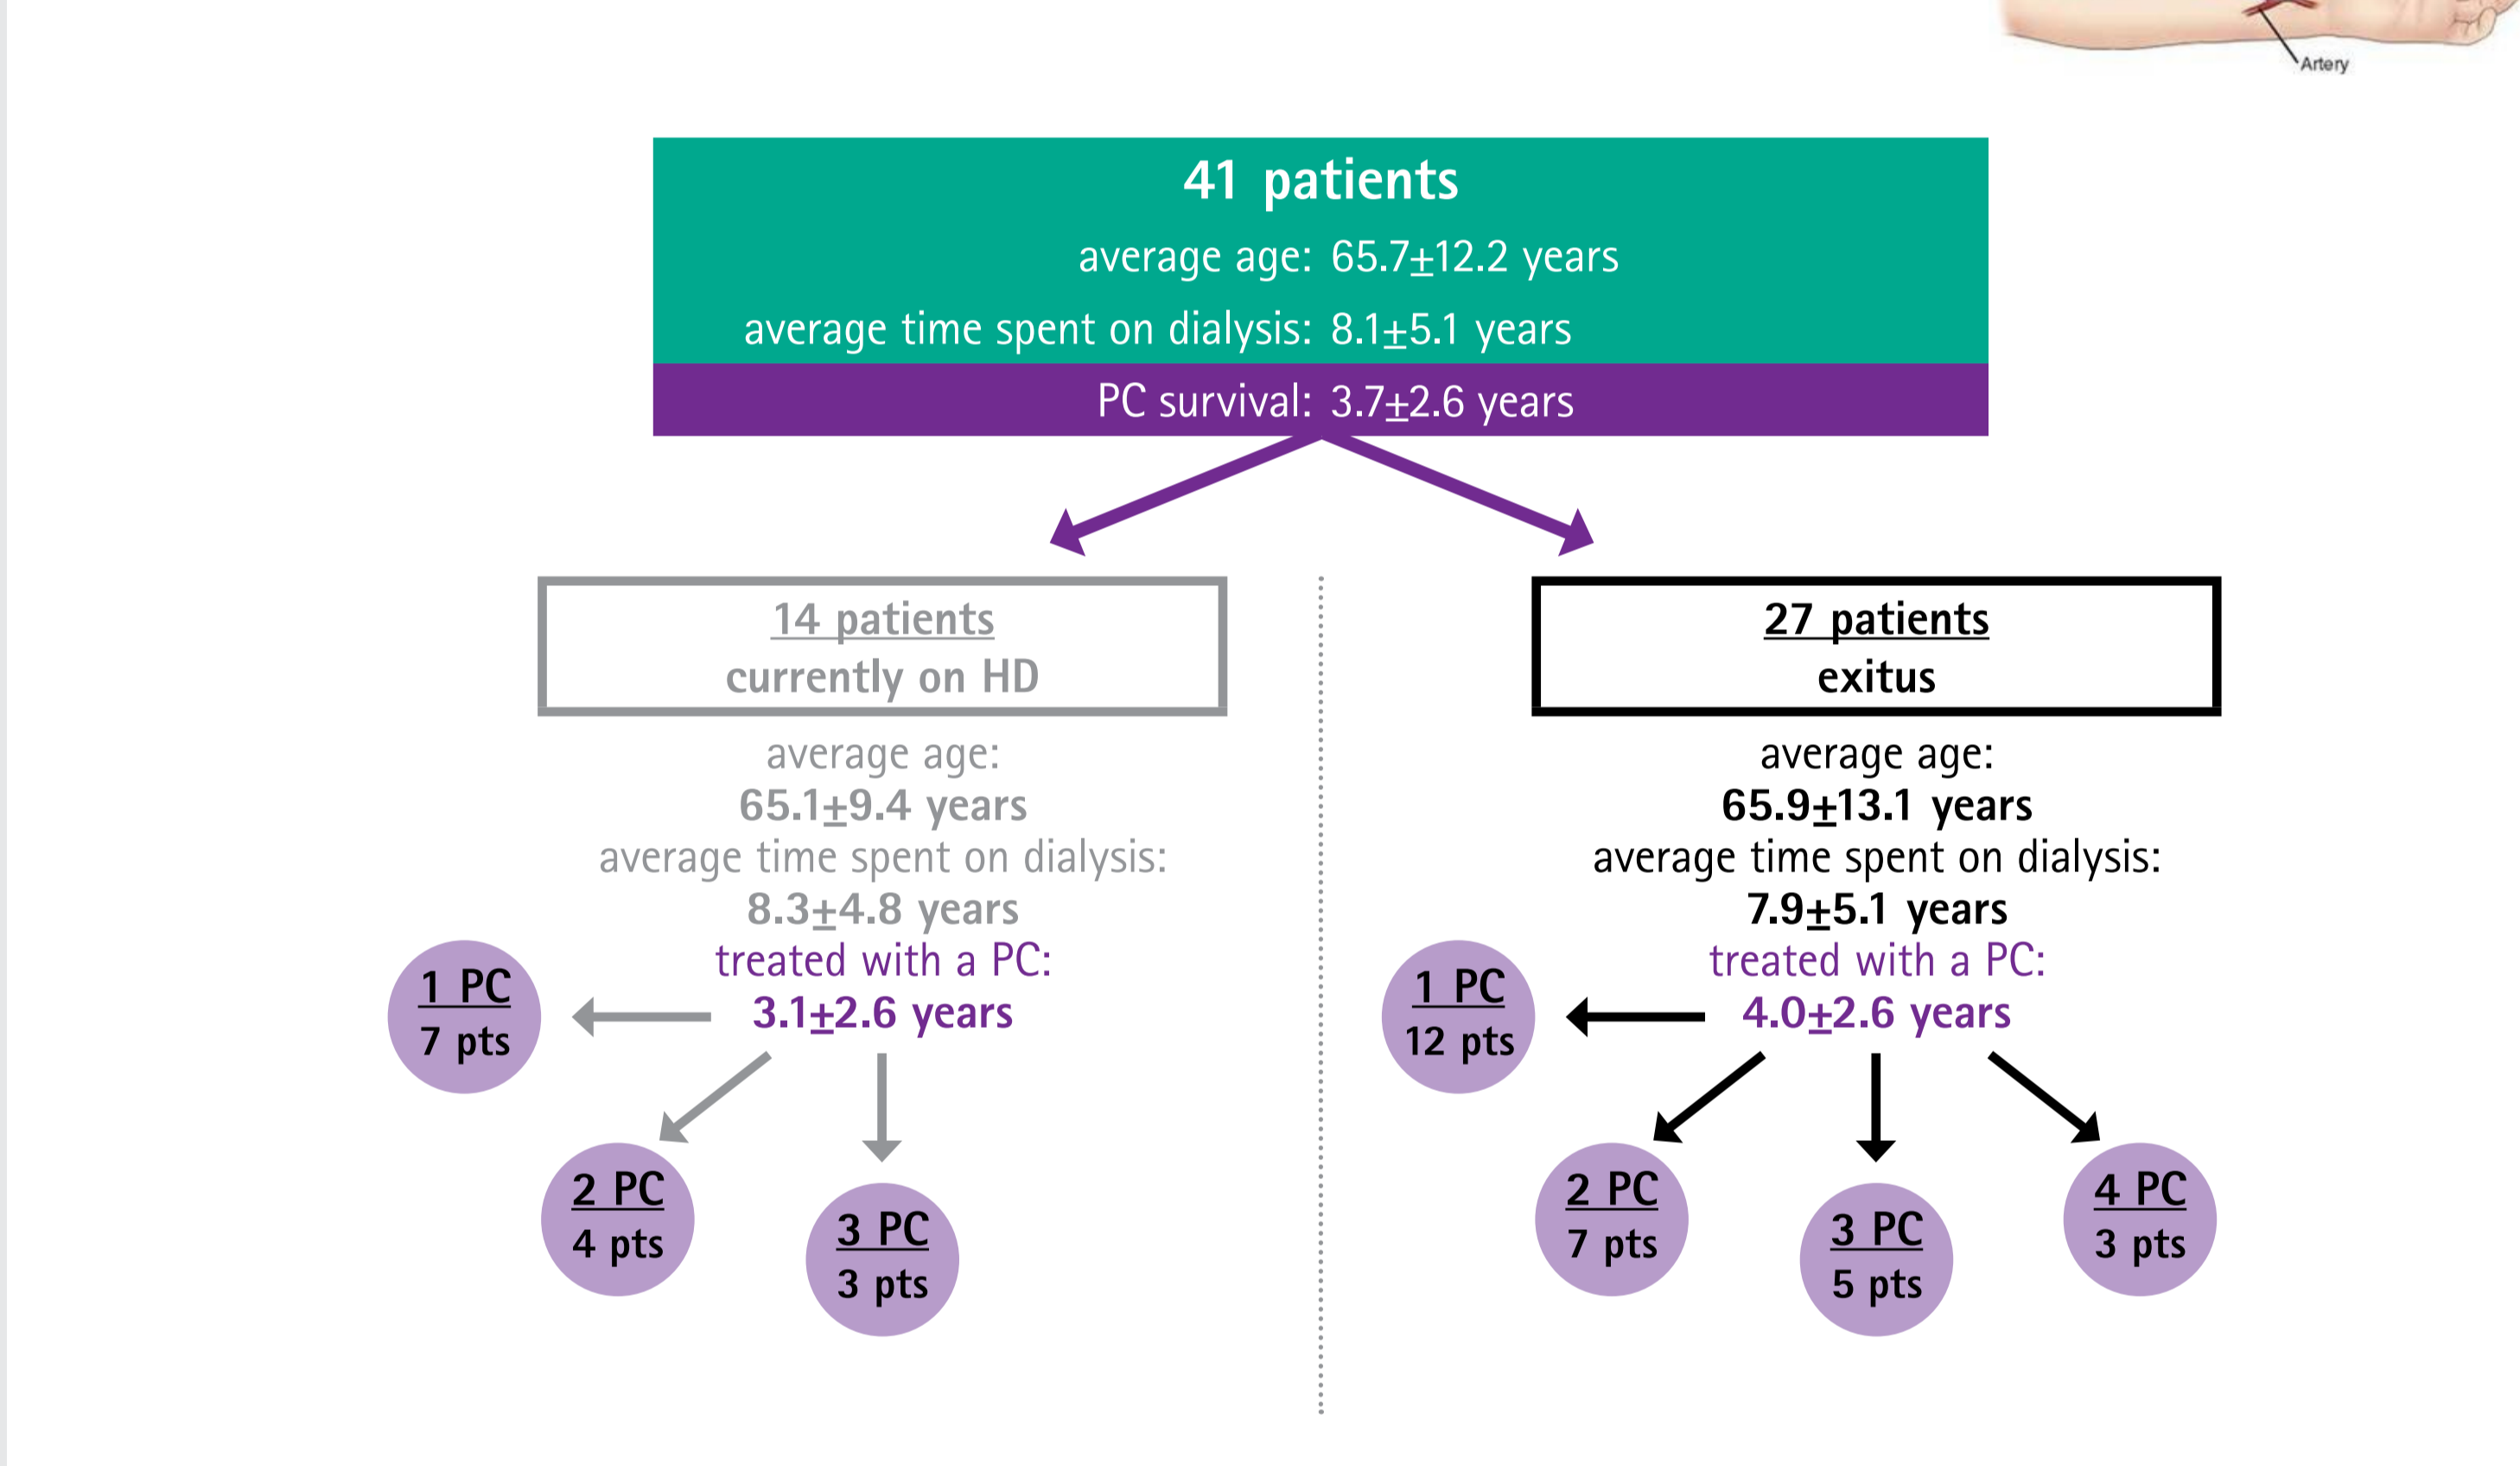 Artery
41 patients
average age: 65.7±12.2 years
average time spent on dialysis: 8.1±5.1 years
PC survival: 3.7±2.6 years
14 patients
currently on HD
average age:
65.1±9.4 years
average time spent on dialysis:
8.3±4.8 years
treated with a PC:
3.1±2.6 years
1 PC
7 pts
2 PC
4 pts
3 PC
3 pts
27 patients
exitus
average age:
65.9±13.1 years
average time spent on dialysis:
7.9±5.1 years
treated with a PC:
4.0±2.6 years
1 PC
12 pts
2 PC
7 pts
3 PC
5 pts
4 PC
3 pts